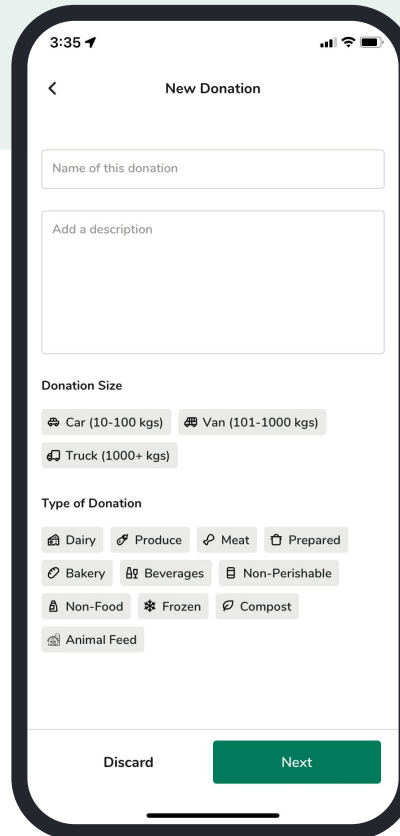 3:35
New Donation
Name of this donation
Add a description
Donation Size
Car (10-100 kgs) Van (101-1000 kgs)
Truck (1000+ kgs)
Type of Donation
Dairy Produce Meat Prepared
Bakery Beverages Non-Perishable
Non-Food Frozen Compost
Animal Feed
Discard Next